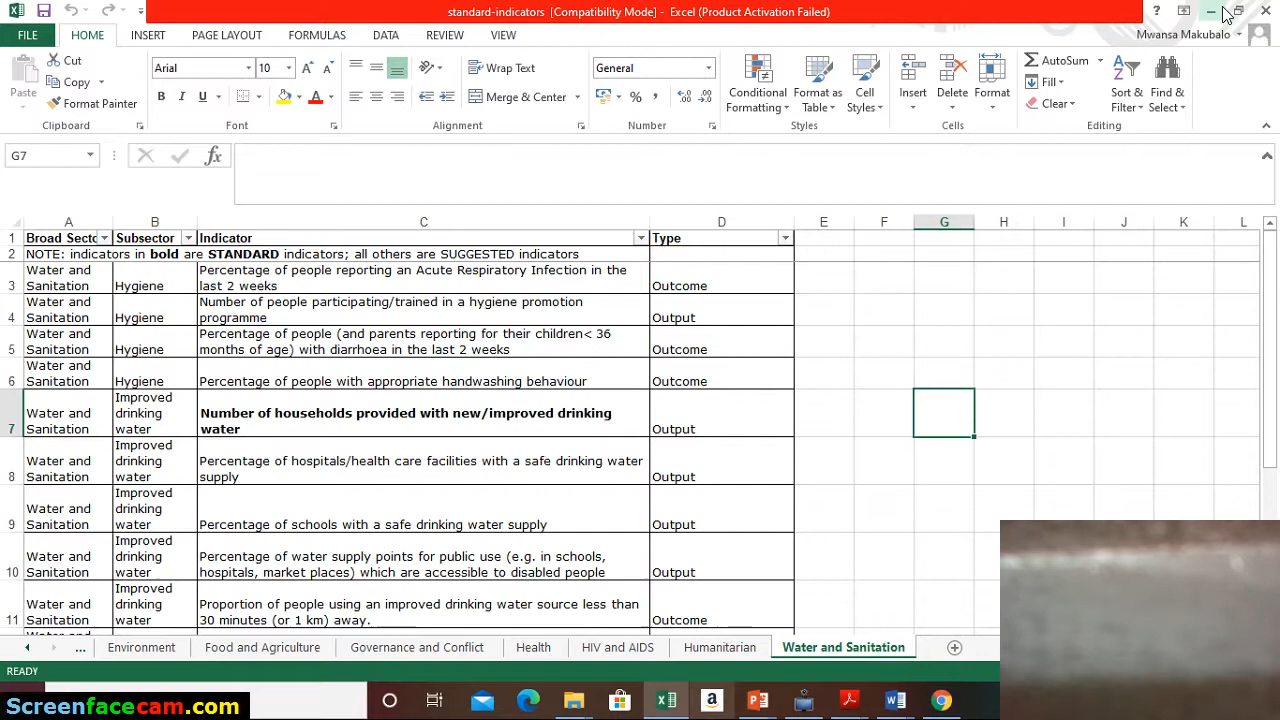 standard-indicators [Compatibility Mode] - Excel (Product Activation Failed)
FILE HOME INSERT PAGE LAYOUT FORMULAS DATA REVIEW VIEW Mwansa Makubalo
Paste
Cut
Copy
Format Painter
Clipboard
Arial 10
B I U
Font
Wrap Text
Merge & Center
Alignment
General
% ,
Number
Conditional Formatting
Format as Table
Cell Styles
Styles
Insert
Delete
Format
Cells
AutoSum
Fill
Clear
Sort & Filter
Find & Select
Editing
G7 fx
A B C D E F G H I J K L
1 Broad Secto Subsector Indicator Type
2 NOTE: indicators in bold are STANDARD indicators; all others are SUGGESTED indicators
3 Water and Sanitation Hygiene Percentage of people reporting an Acute Respiratory Infection in the last 2 weeks Outcome
4 Water and Sanitation Hygiene Number of people participating/trained in a hygiene promotion programme Output
5 Water and Sanitation Hygiene Percentage of people (and parents reporting for their children< 36 months of age) with diarrhoea in the last 2 weeks Outcome
6 Water and Sanitation Hygiene Percentage of people with appropriate handwashing behaviour Outcome
7 Water and Sanitation Improved drinking water Number of households provided with new/improved drinking water Output
8 Water and Sanitation Improved drinking water Percentage of hospitals/health care facilities with a safe drinking water supply Output
9 Water and Sanitation Improved drinking water Percentage of schools with a safe drinking water supply Output
10 Water and Sanitation Improved drinking water Percentage of water supply points for public use (e.g. in schools, hospitals, market places) which are accessible to disabled people Output
11 Water and Sanitation Improved drinking water Proportion of people using an improved drinking water source less than 30 minutes (or 1 km) away. Outcome
... Environment Food and Agriculture Governance and Conflict Health HIV and AIDS Humanitarian Water and Sanitation
READY
Screenfacecam.com